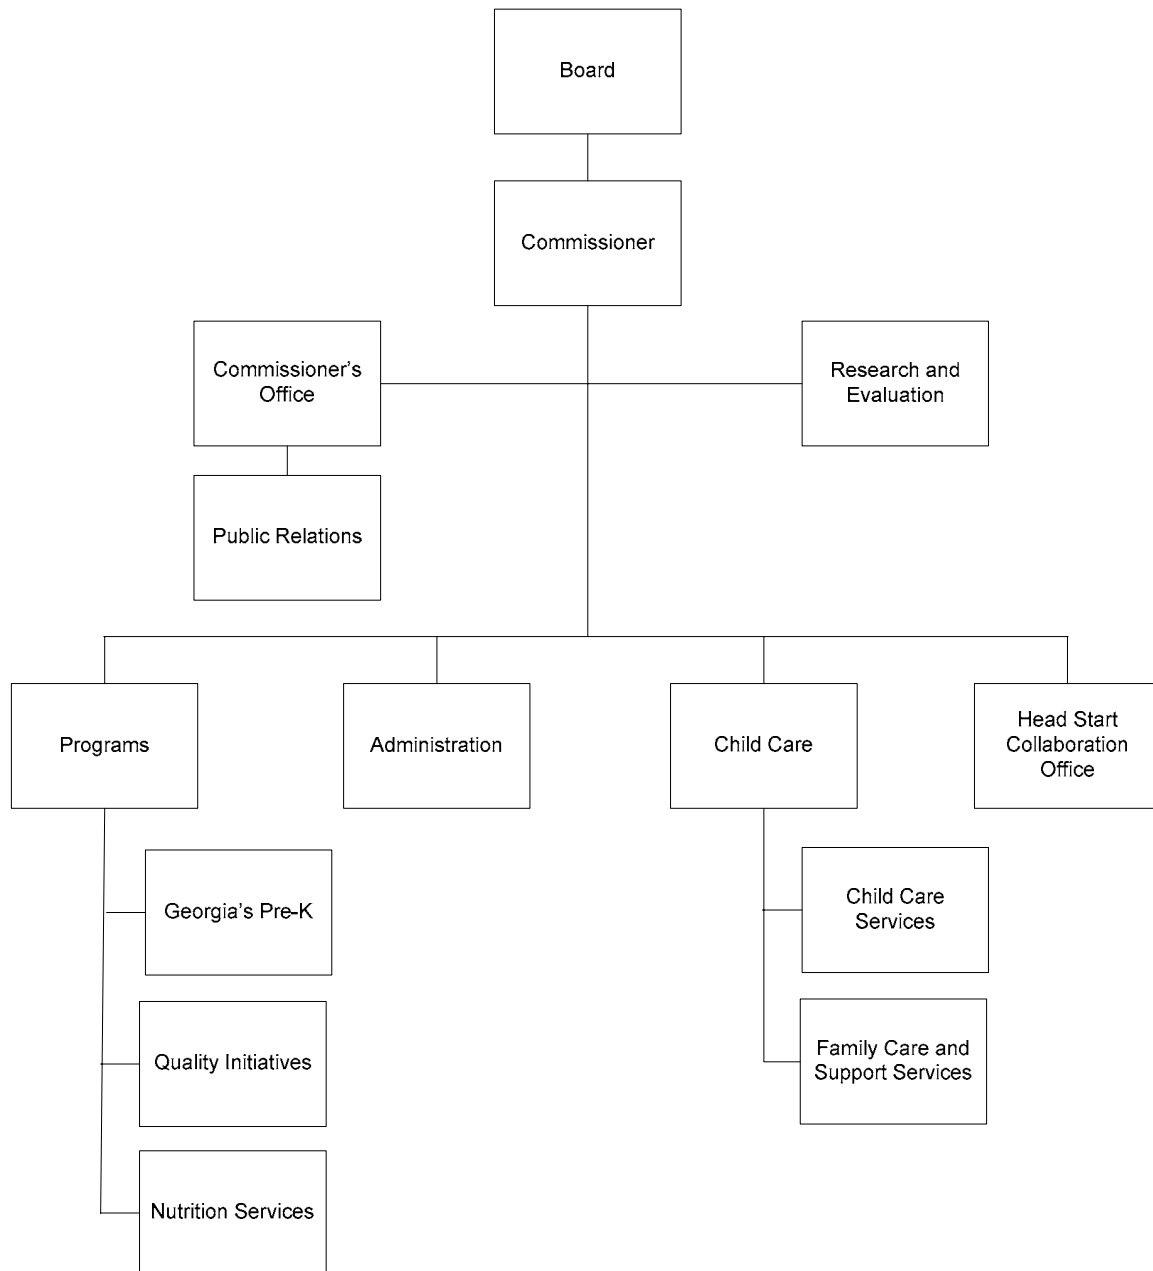 Board
Commissioner
Commissioner’s
Office
Research and
Evaluation
Public Relations
Programs
Administration
Child Care
Head Start
Collaboration
Office
Georgia’s Pre-K
Child Care
Services
Quality Initiatives
Family Care and
Support Services
Nutrition Services